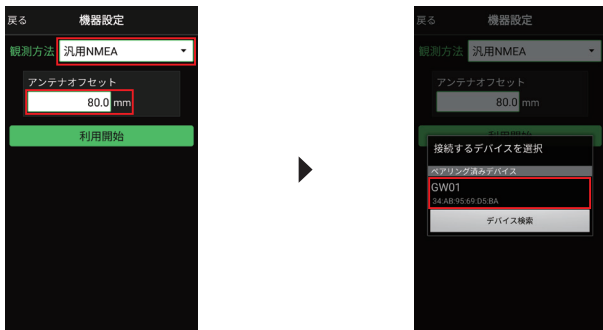 戻る 機器設定
観測方法 汎用NMEA
アンテナオフセット
80.0 mm
利用開始
戻る 機器設定
観測方法 汎用NMEA
アンテナオフセット
80.0 mm
利用開始
接続するデバイスを選択
ペアリング済みデバイス
GW01
34:AB:95:69:D5:BA
デバイス検索